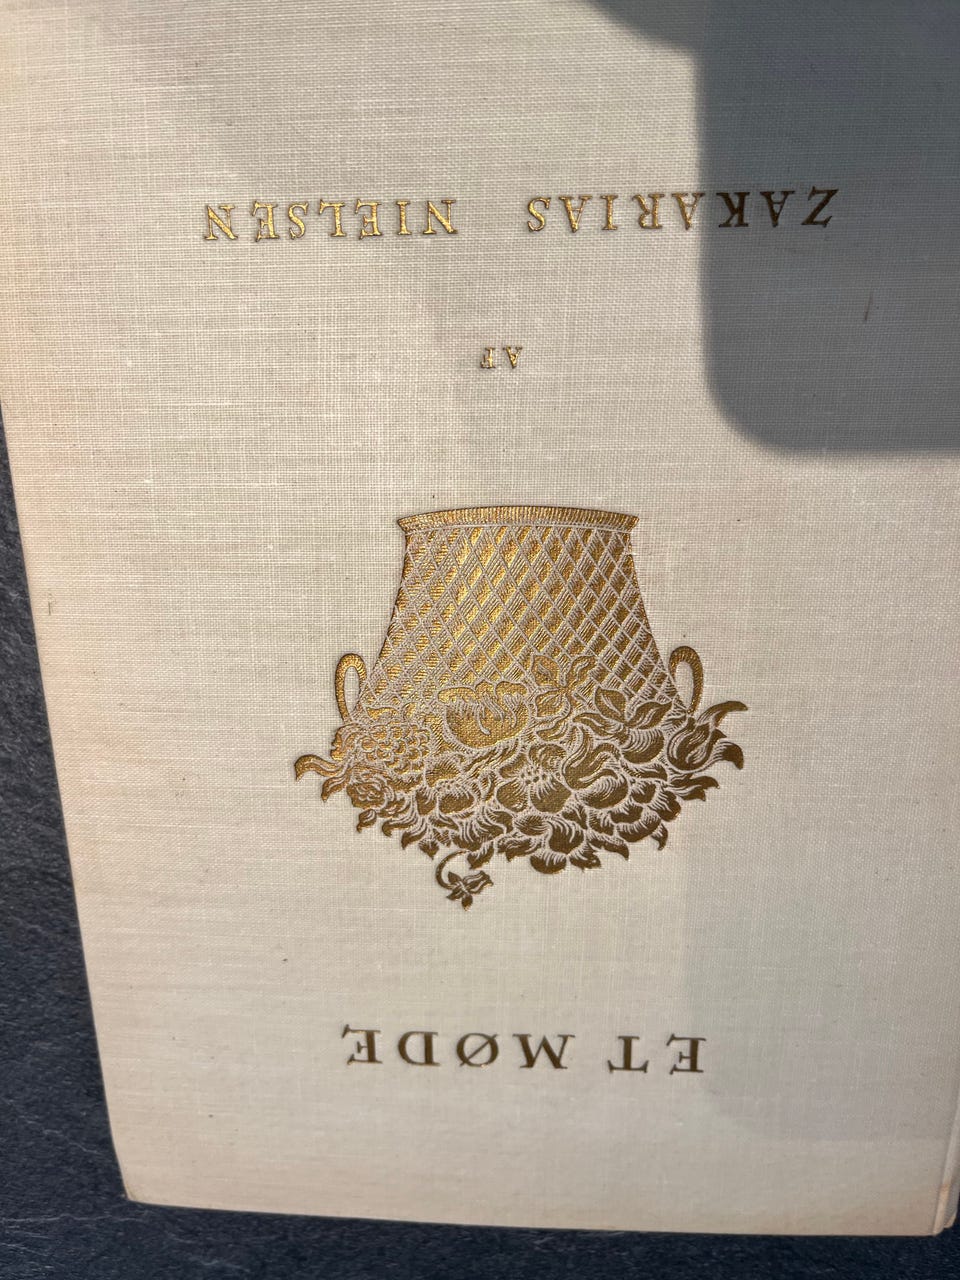 ET MØDE
AF
ZAKARIAS NIELSEN